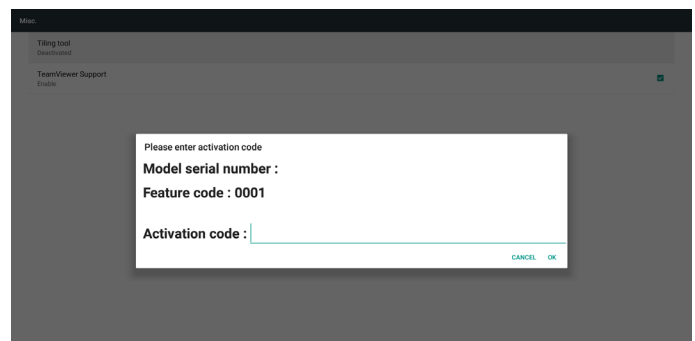 Misc.
Tiling tool
Deactivated
TeamViewer Support
Enable
Please enter activation code
Model serial number :
Feature code : 0001
Activation code :
CANCEL OK